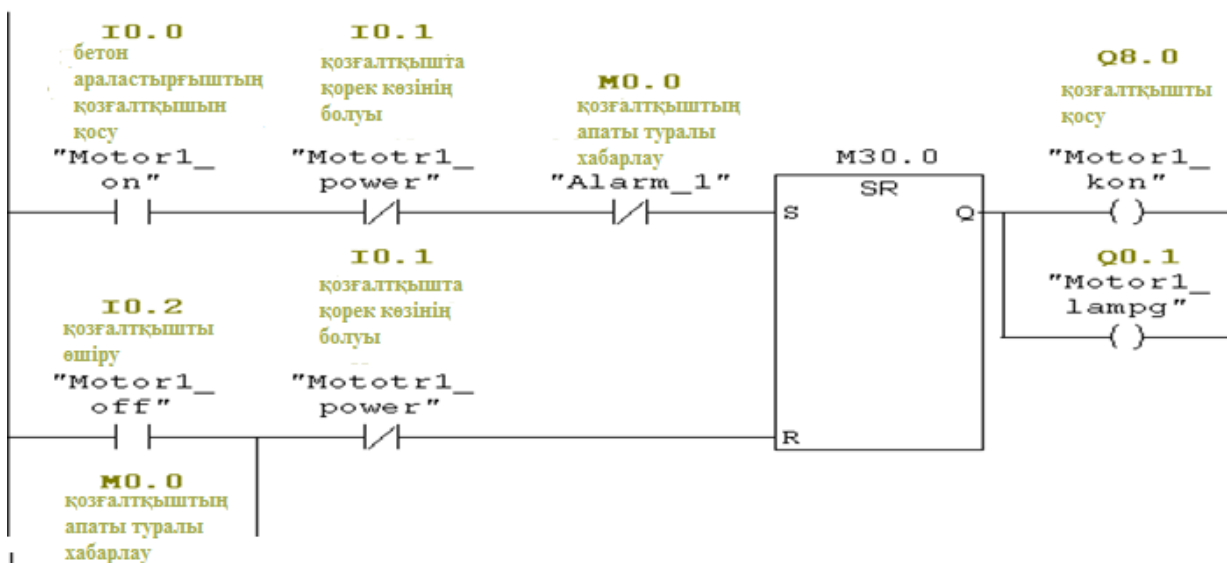 I0.0
бетон
араластырғыштың
қозғалтқышын
қосу
"Motor1_
on"
I0.1
қозғалтқышта
қорек көзінің
болуы
"Mototr1_
power"
M0.0
қозғалтқыштың
апаты туралы
хабарлау
"Alarm_1"
M30.0
SR
S
Q
R
Q8.0
қозғалтқышты
қосу
"Motor1_
kon"
Q0.1
"Motor1_
lampg"
I0.2
қозғалтқышты
өшіру
"Motor1_
off"
I0.1
қозғалтқышта
қорек көзінің
болуы
"Mototr1_
power"
M0.0
қозғалтқыштың
апаты туралы
хабарлау